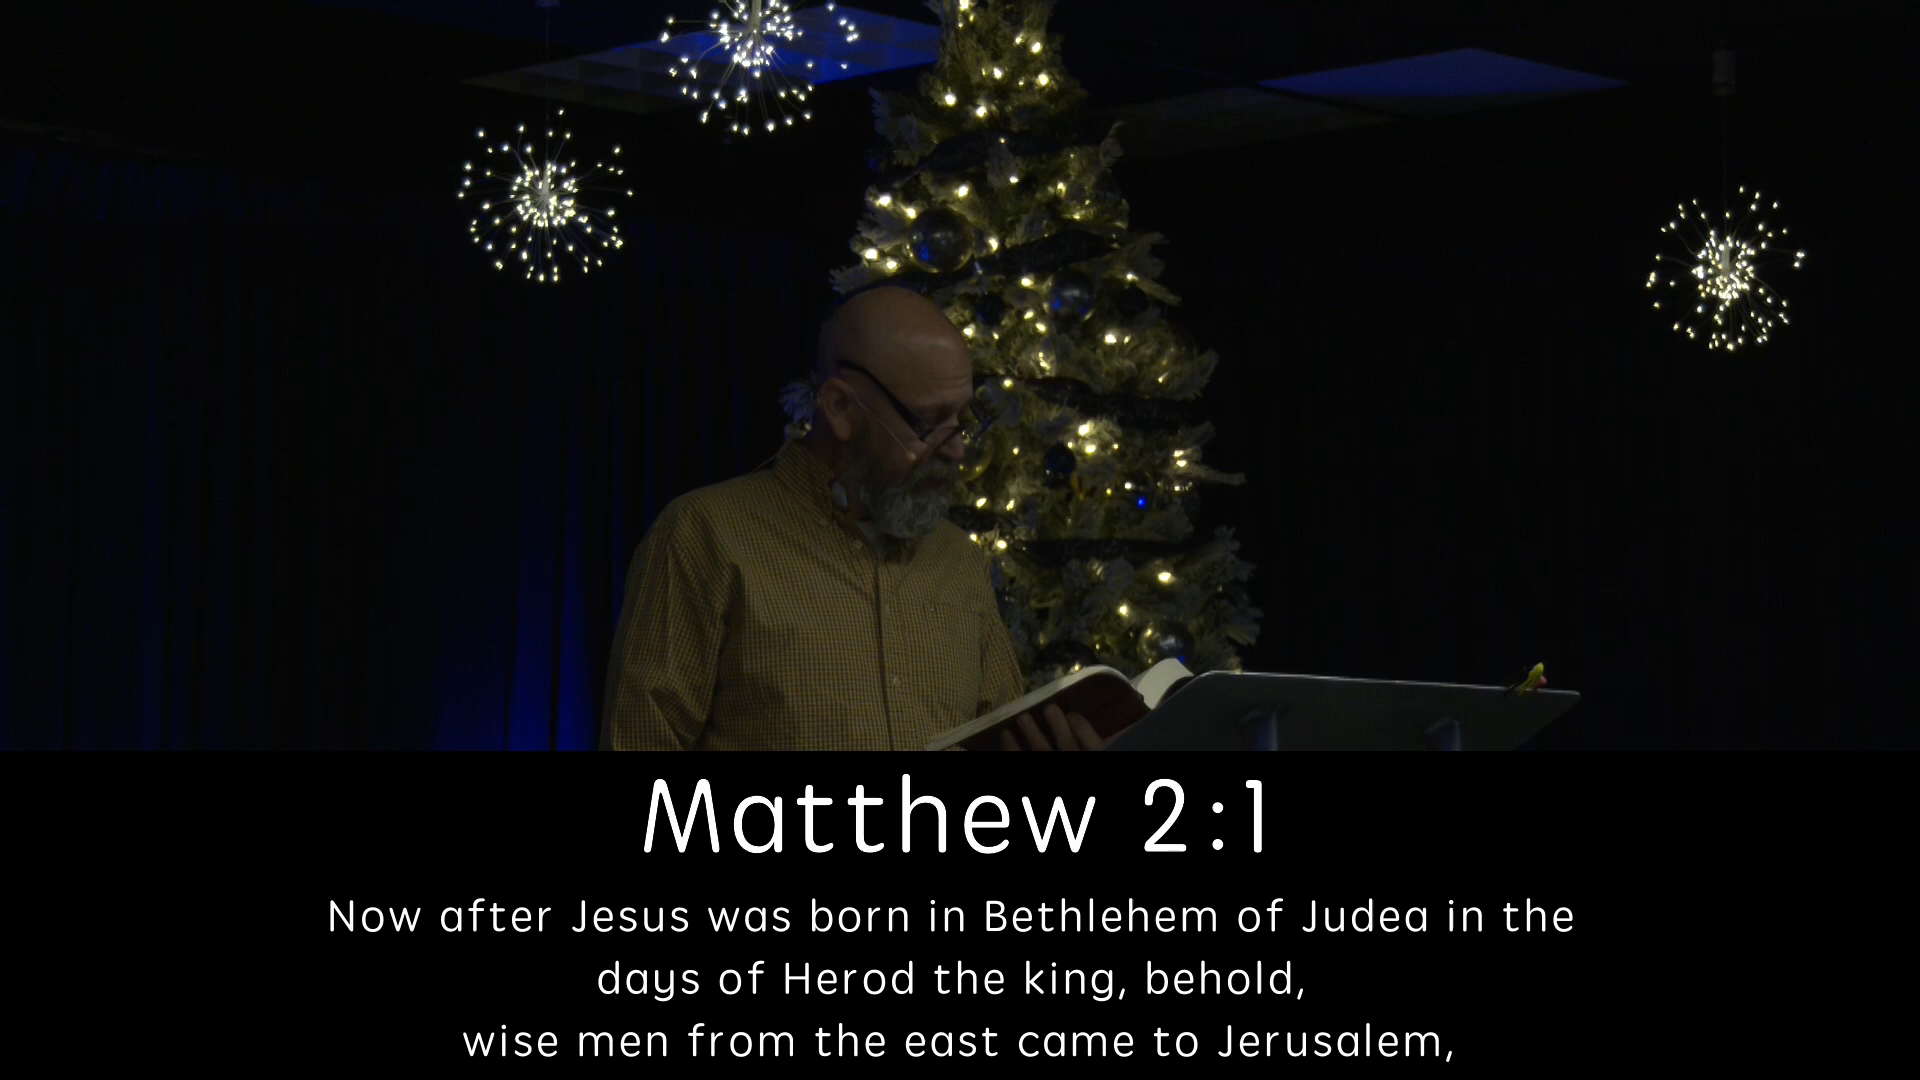 Matthew 2:1
Now after Jesus was born in Bethlehem of Judea in the
days of Herod the king, behold,
wise men from the east came to Jerusalem,